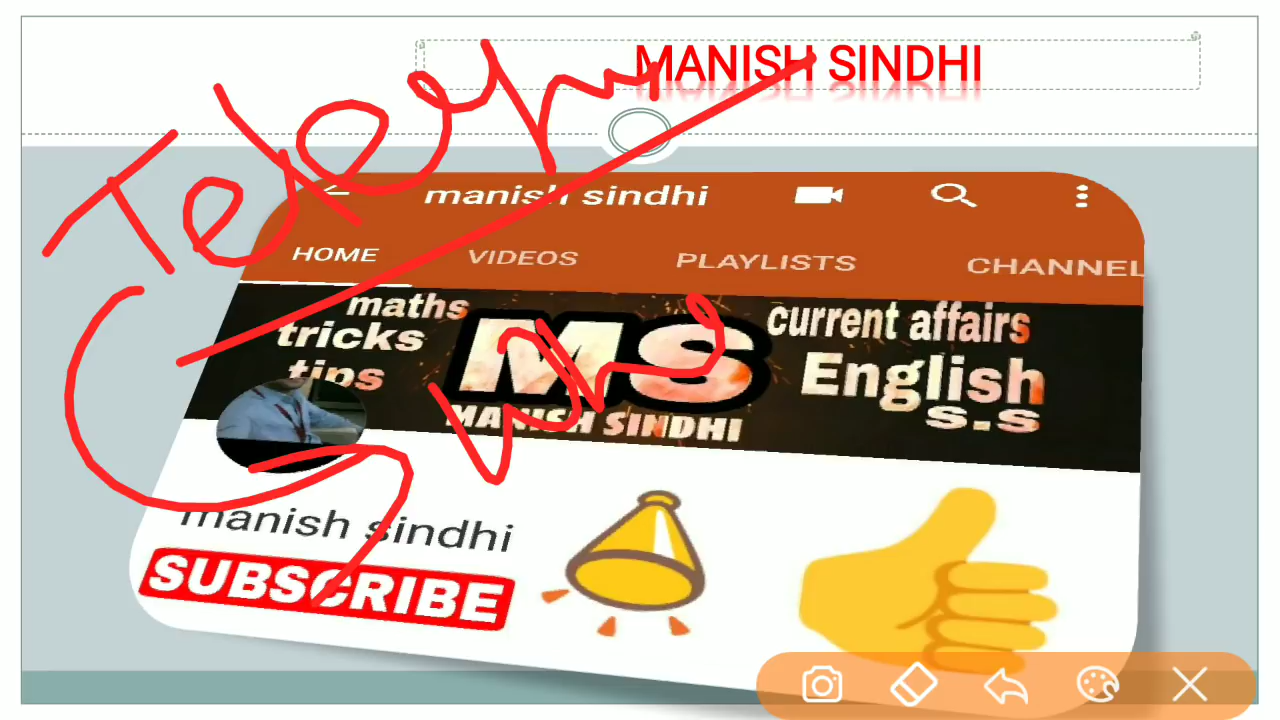 MANISH SINDHI
manish sindhi
HOME VIDEOS PLAYLISTS CHANNEL
maths
tricks
tips
MS
MANISH SINDHI
current affairs
English
s.s
manish sindhi
SUBSCRIBE